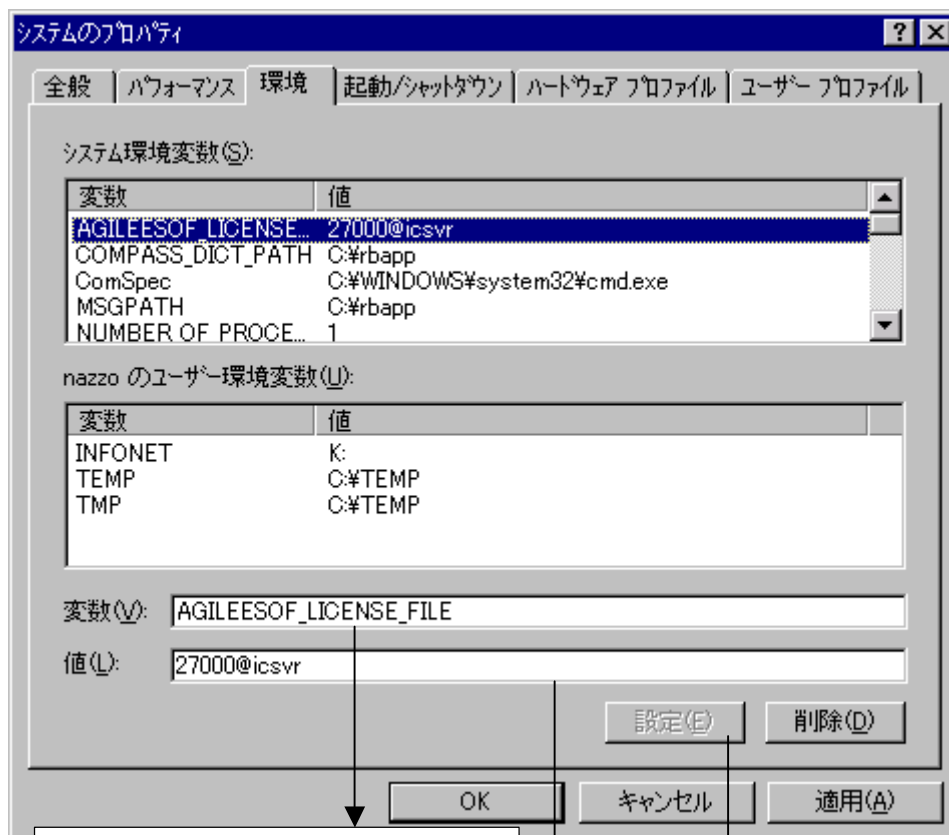 システムのプロパティ
全般 パフォーマンス 環境 起動/シャットダウン ハードウェア プロファイル ユーザー プロファイル
システム環境変数(S):
変数 値
AGILEESOF_LICENSE... 27000@icsvr
COMPASS_DICT_PATH C:¥rbapp
ComSpec C:¥WINDOWS¥system32¥cmd.exe
MSGPATH C:¥rbapp
NUMBER OF PROCE... 1
nazzo のユーザー環境変数(U):
変数 値
INFONET K:
TEMP C:¥TEMP
TMP C:¥TEMP
変数(V): AGILEESOF_LICENSE_FILE
値(L): 27000@icsvr
設定(E) 削除(D)
OK キャンセル 適用(A)